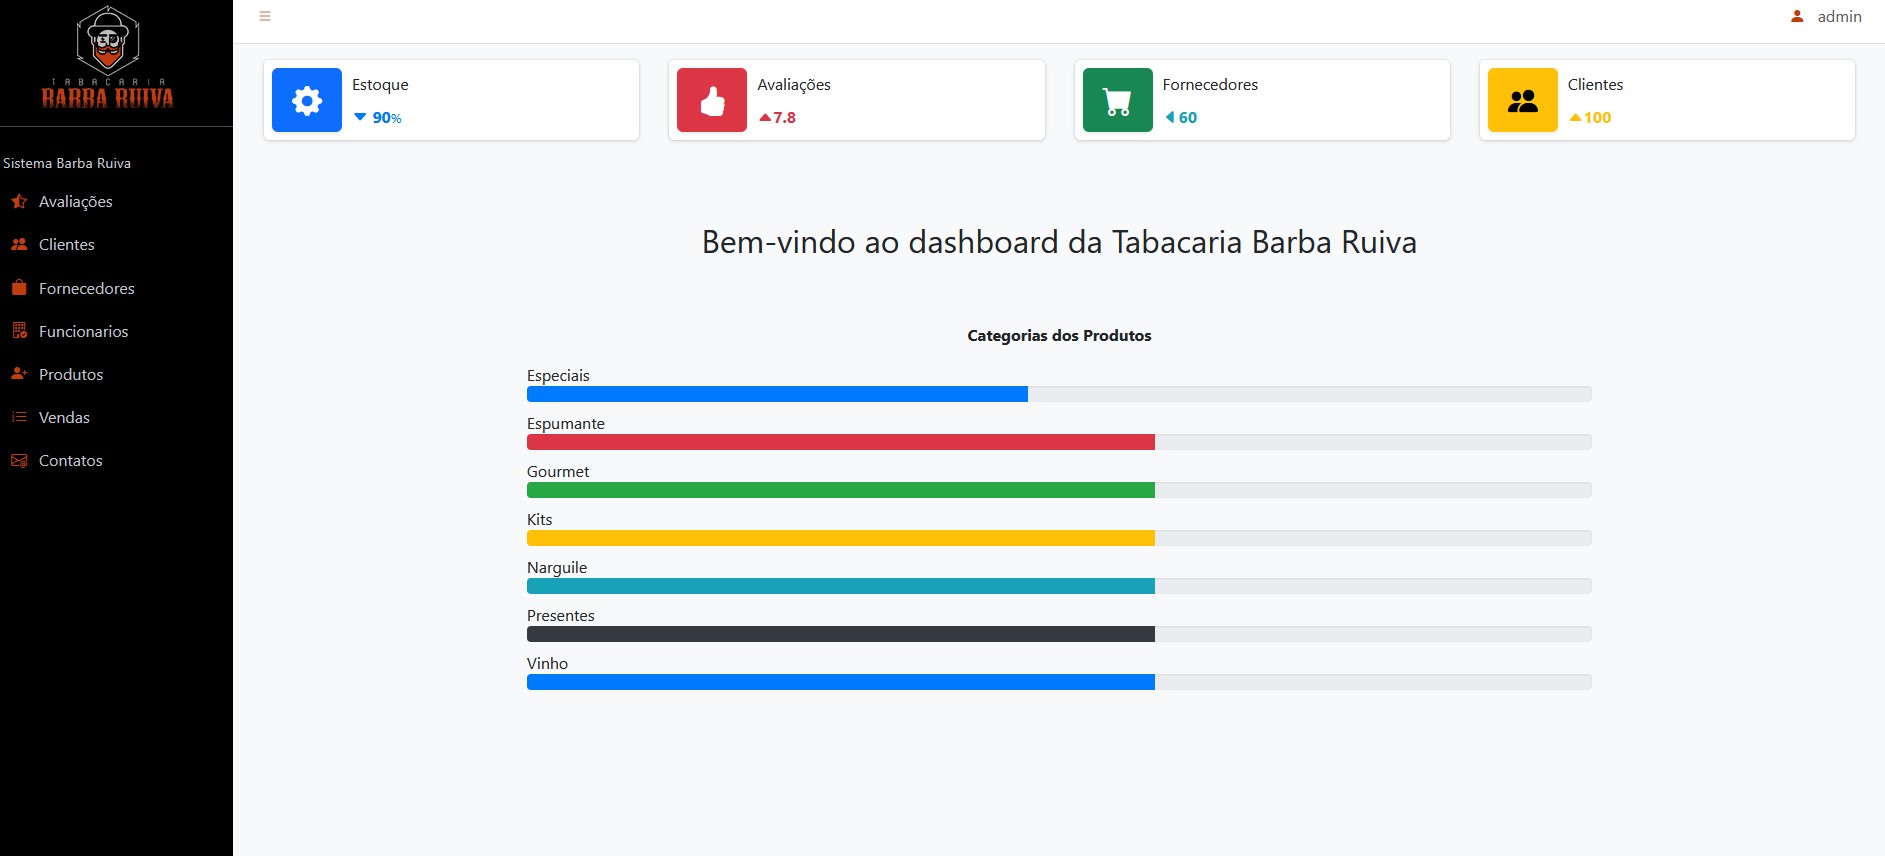 TABACARIA
BARBA RUIVA
Sistema Barba Ruiva
Avaliações
Clientes
Fornecedores
Funcionarios
Produtos
Vendas
Contatos
admin
Estoque
90%
Avaliações
7.8
Fornecedores
60
Clientes
100
Bem-vindo ao dashboard da Tabacaria Barba Ruiva
Categorias dos Produtos
Especiais
Espumante
Gourmet
Kits
Narguile
Presentes
Vinho